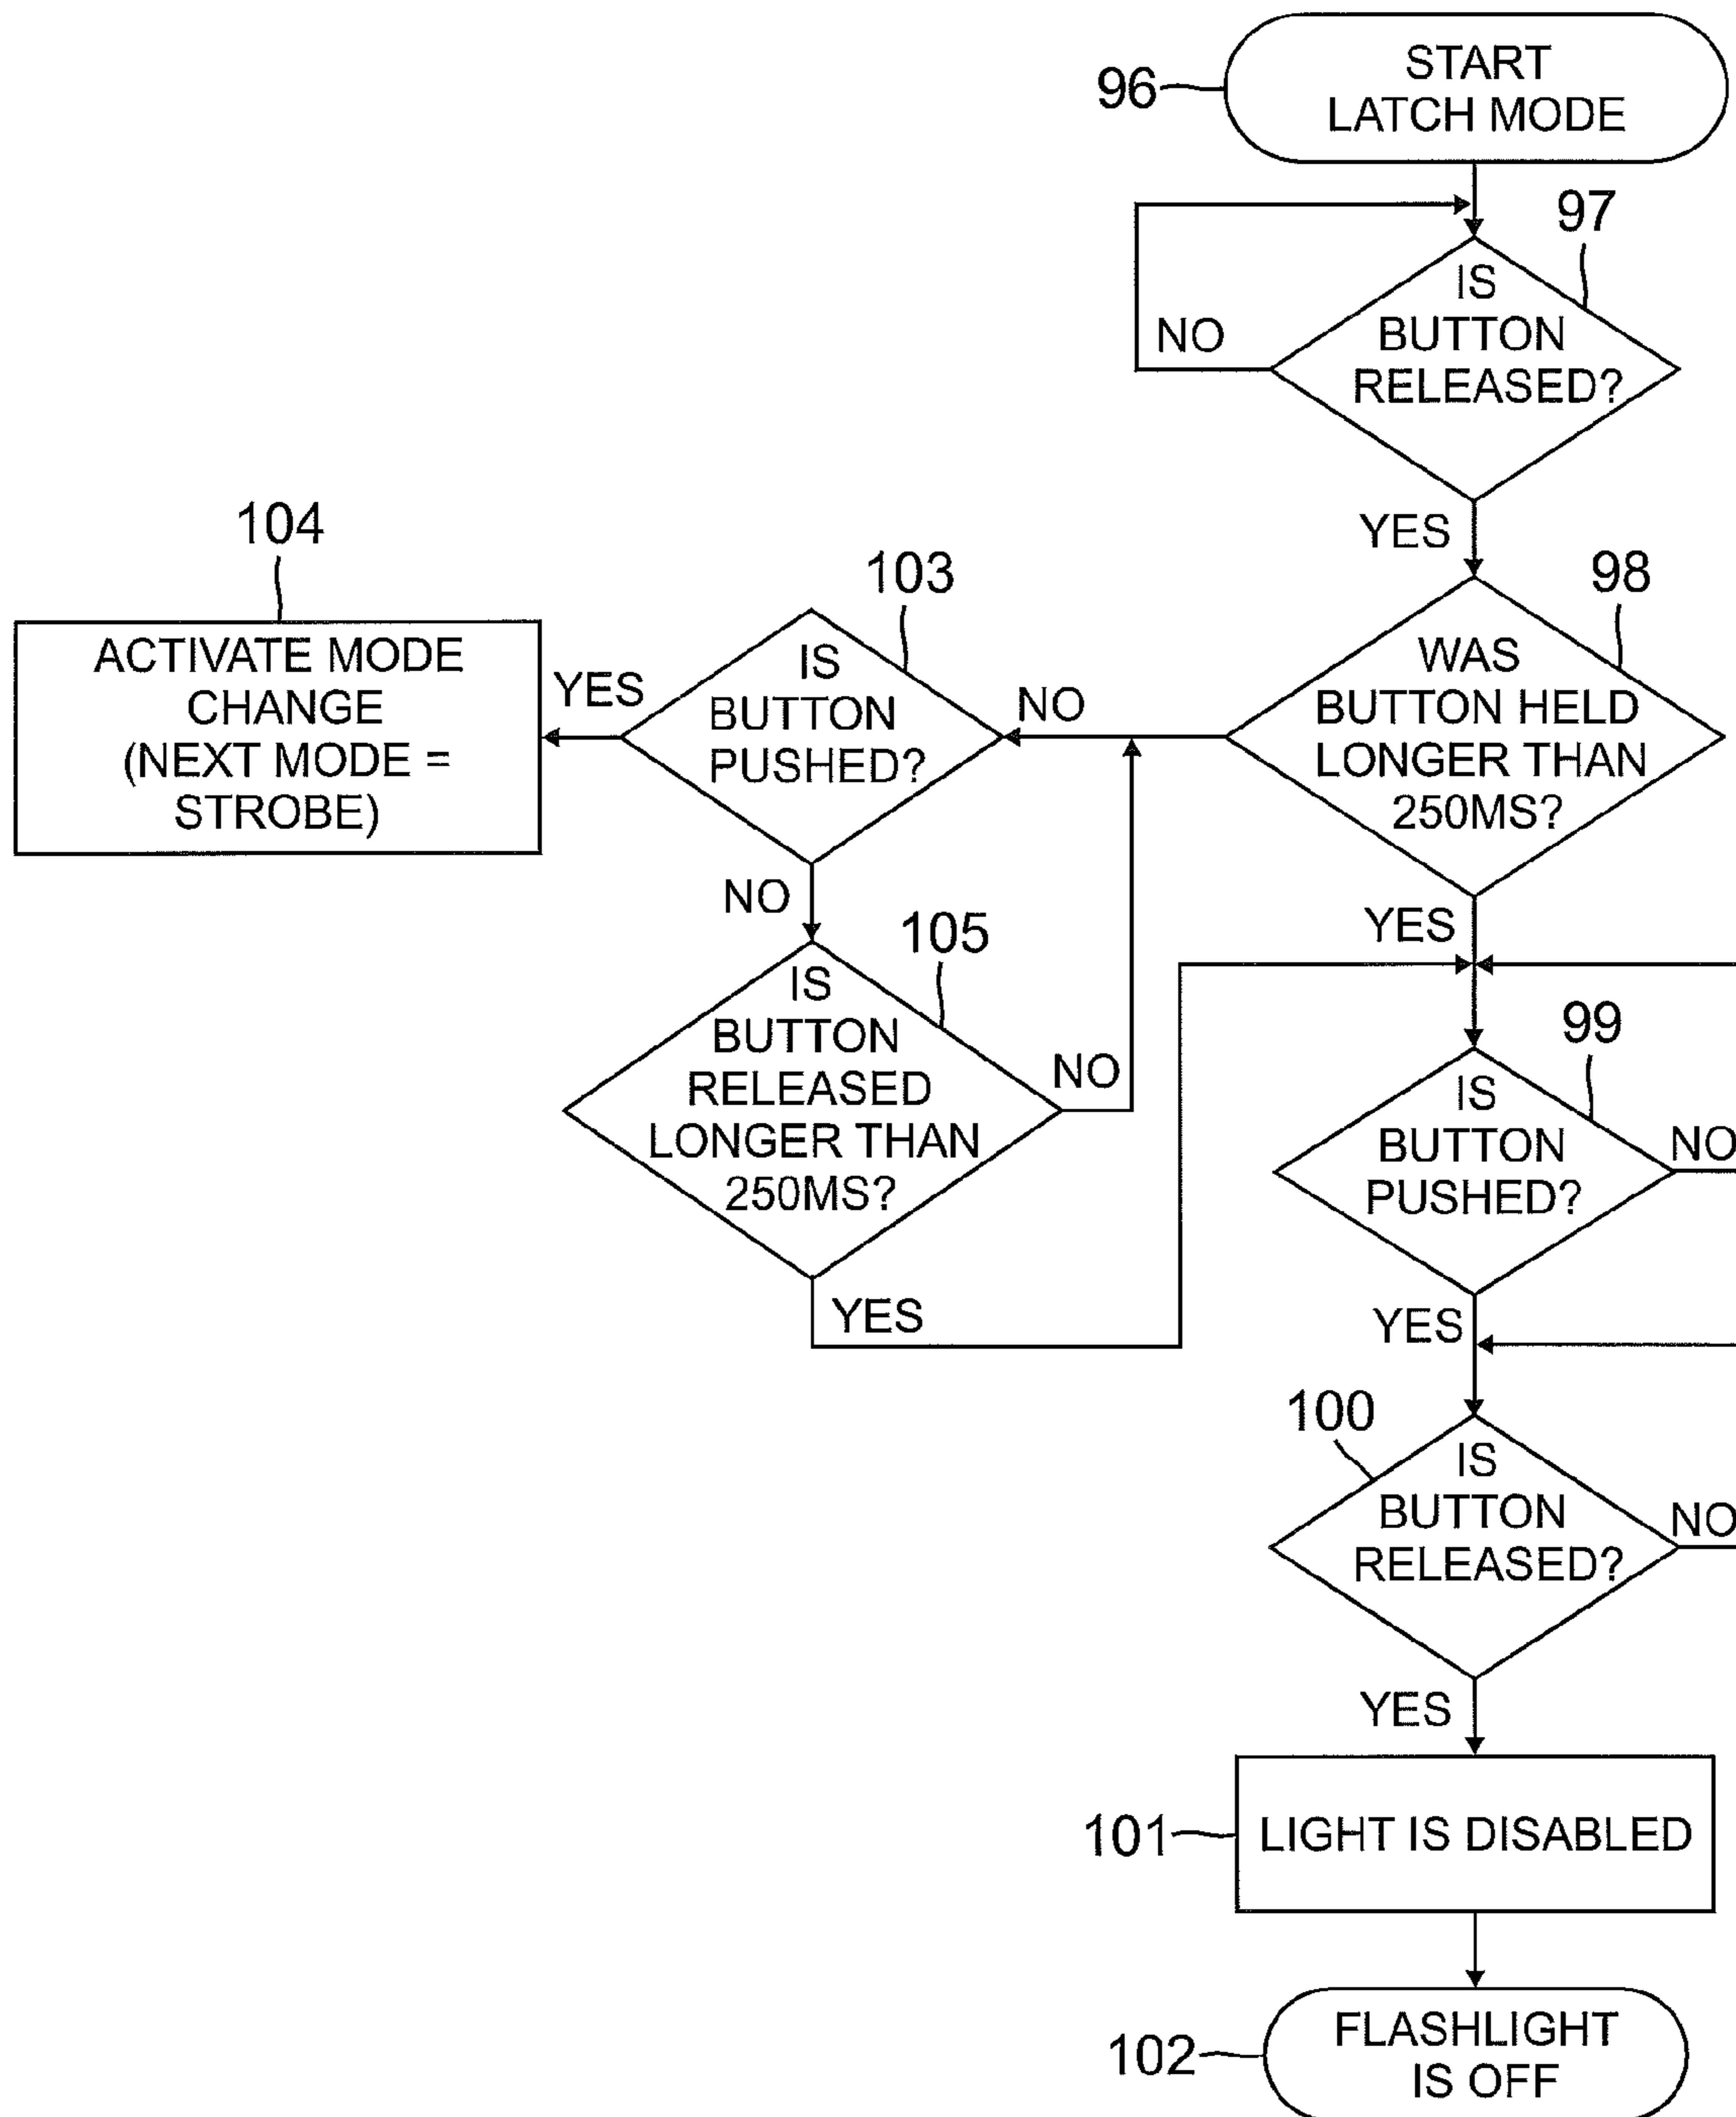 96
START
LATCH MODE
97
IS
BUTTON
RELEASED?
NO
YES
98
WAS
BUTTON HELD
LONGER THAN
250MS?
NO
103
IS
BUTTON
PUSHED?
YES
104
ACTIVATE MODE
CHANGE
(NEXT MODE =
STROBE)
NO
105
IS
BUTTON
RELEASED
LONGER THAN
250MS?
NO
YES
YES
99
IS
BUTTON
PUSHED?
NO
YES
100
IS
BUTTON
RELEASED?
NO
YES
101
LIGHT IS DISABLED
102
FLASHLIGHT
IS OFF